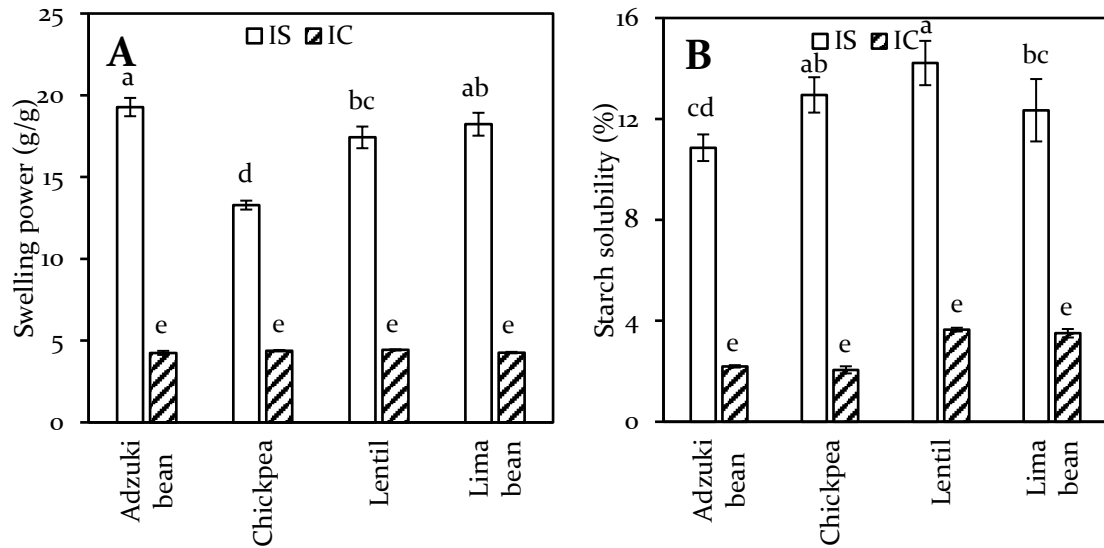 A
IS IC
Swelling power (g/g)
25
20
15
10
5
0
a
e
d
e
bc
e
ab
e
Adzuki
bean
Chickpea
Lentil
Lima
bean
B
IS IC
Starch solubility (%)
16
12
8
4
0
cd
e
ab
e
a
e
bc
e
Adzuki
bean
Chickpea
Lentil
Lima
bean